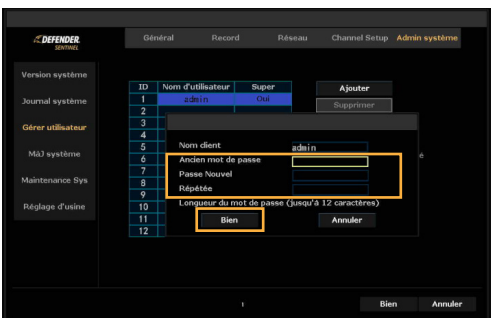 DEFENDER
SENTINEL
Général Record Réseau Channel Setup Admin système
Version système
Journal système
Gérer utilisateur
MàJ système
Maintenance Sys
Réglage d'usine
ID Nom d'utilisateur Super
1 admin Oui
2
3
4
5
6
7
8
9
10
11
12
Ajouter
Supprimer
é
Nom client admin
Ancien mot de passe
Passe Nouvel
Répétée
Longueur du mot de passe (jusqu'à 12 caractères)
Bien Annuler
1
Bien Annuler